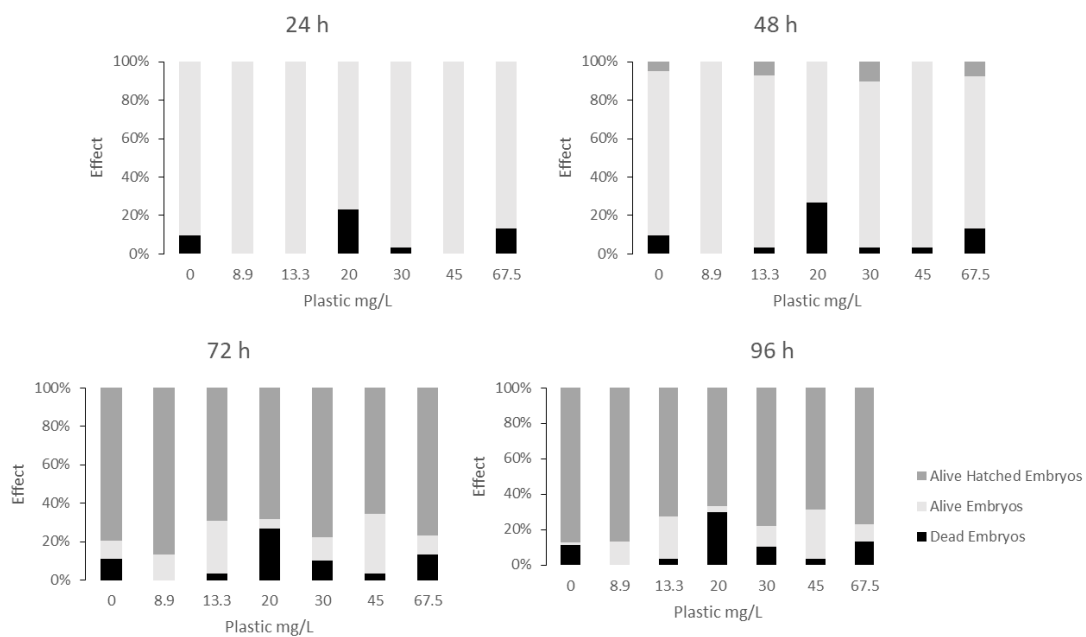 24 h
100%
80%
60%
40%
20%
0%
Effect
0 8.9 13.3 20 30 45 67.5
Plastic mg/L
48 h
100%
80%
60%
40%
20%
0%
Effect
0 8.9 13.3 20 30 45 67.5
Plastic mg/L
72 h
100%
80%
60%
40%
20%
0%
Effect
0 8.9 13.3 20 30 45 67.5
Plastic mg/L
96 h
100%
80%
60%
40%
20%
0%
Effect
0 8.9 13.3 20 30 45 67.5
Plastic mg/L
Alive Hatched Embryos
Alive Embryos
Dead Embryos